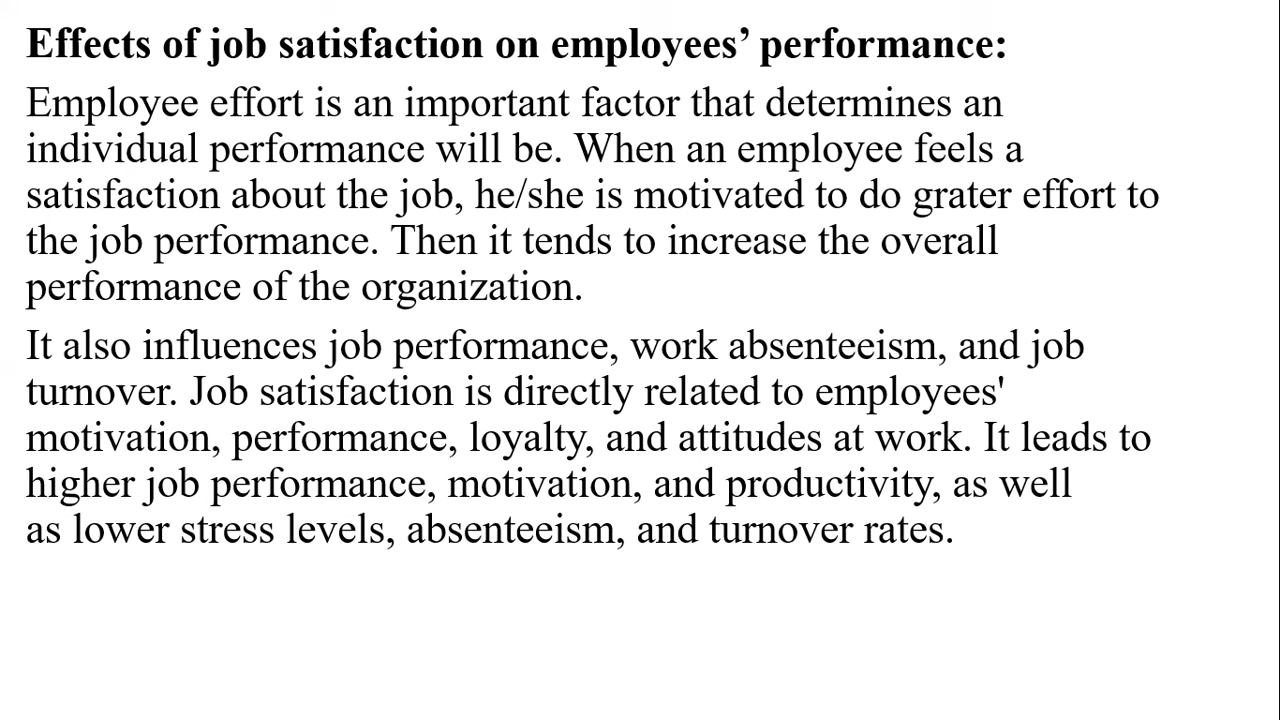 Effects of job satisfaction on employees’ performance:
Employee effort is an important factor that determines an
individual performance will be. When an employee feels a
satisfaction about the job, he/she is motivated to do grater effort to
the job performance. Then it tends to increase the overall
performance of the organization.
It also influences job performance, work absenteeism, and job
turnover. Job satisfaction is directly related to employees'
motivation, performance, loyalty, and attitudes at work. It leads to
higher job performance, motivation, and productivity, as well
as lower stress levels, absenteeism, and turnover rates.